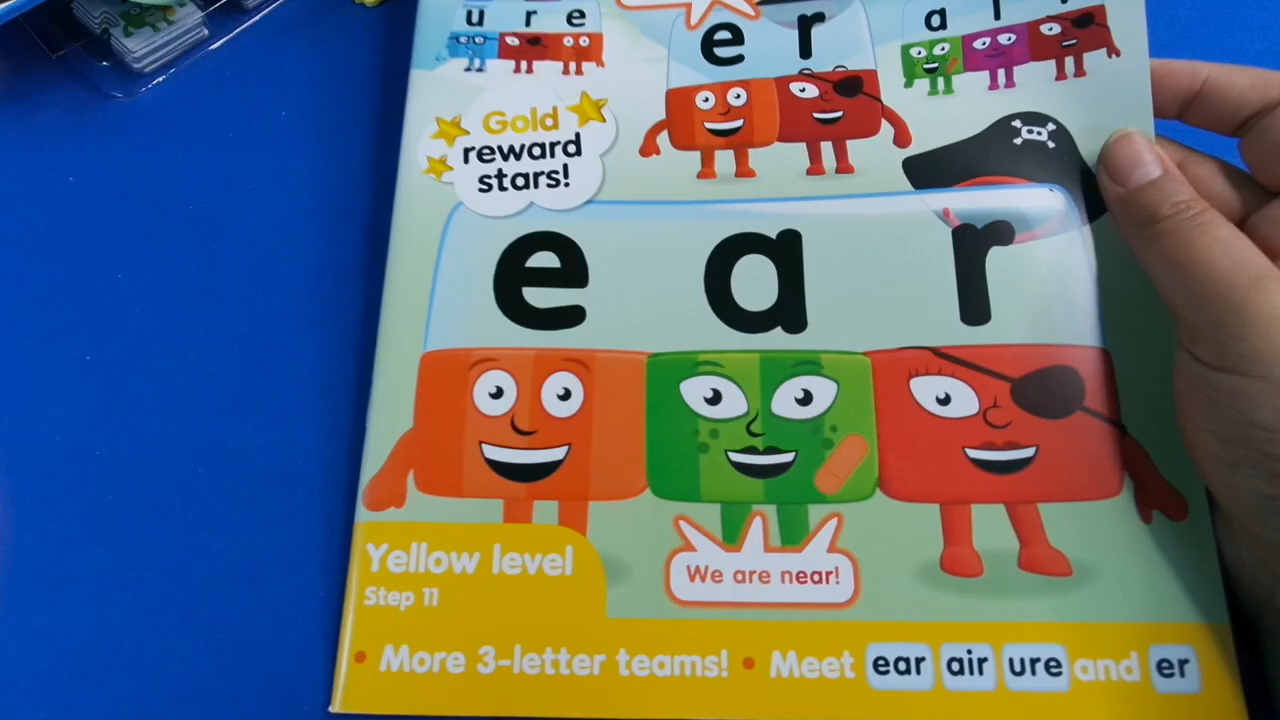 u r e
e r
a i r
Gold
reward
stars!
e a r
We are near!
Yellow level
Step 11
• More 3-letter teams! • Meet ear air ure and er